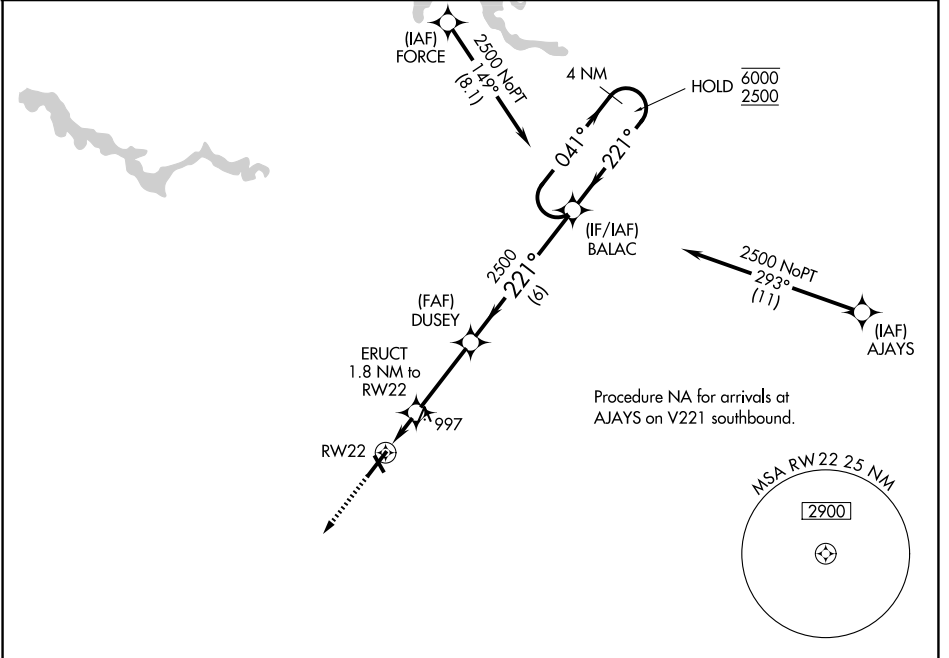 (IAF)
FORCE
2500 NoPT
149°
(8.1)
4 NM
HOLD
6000
2500
041°
221°
(IF/IAF)
BALAC
2500
221°
(6)
2500 NoPT
293°
(11)
(IAF)
AJAYS
(FAF)
DUSEY
ERUCT
1.8 NM to
RW22
997
RW22
Procedure NA for arrivals at
AJAYS on V221 southbound.
MSA RW22 25 NM
2900